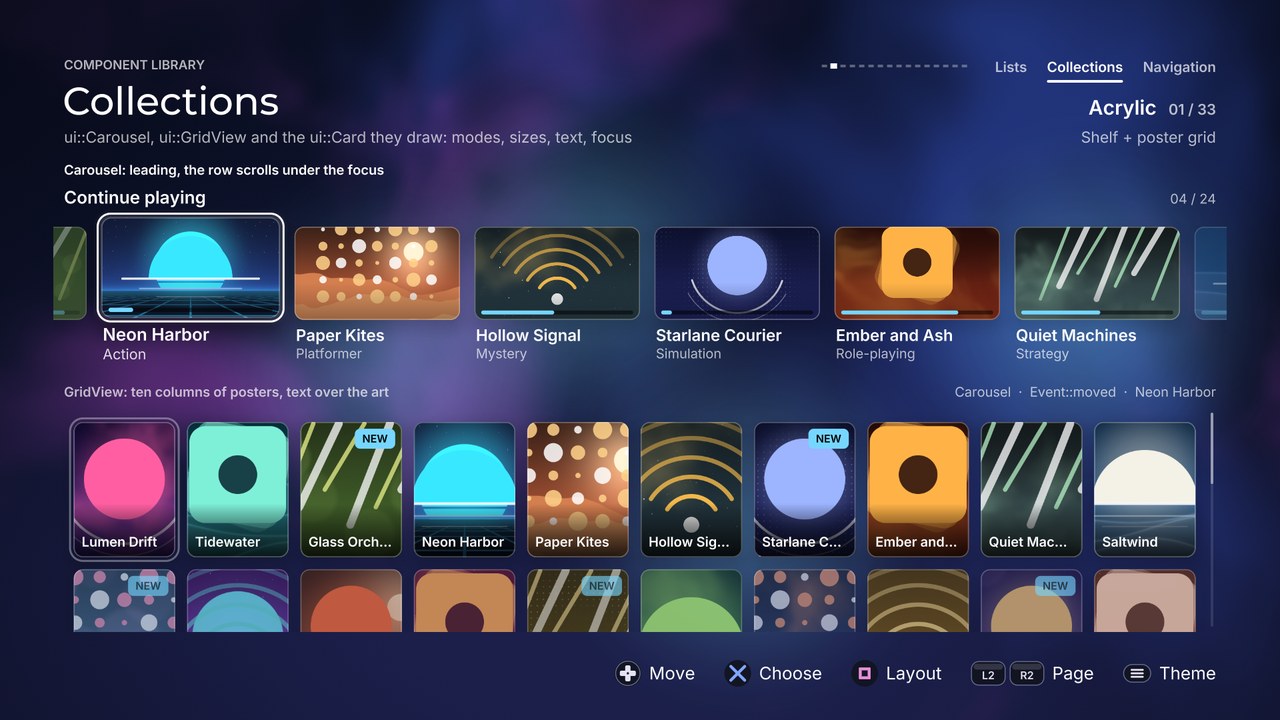 COMPONENT LIBRARY
Lists Collections Navigation
Collections
Acrylic 01 / 33
ui::Carousel, ui::GridView and the ui::Card they draw: modes, sizes, text, focus
Shelf + poster grid
Carousel: leading, the row scrolls under the focus
Continue playing
04 / 24
Neon Harbor Paper Kites Hollow Signal Starlane Courier Ember and Ash Quiet Machines
Action Platformer Mystery Simulation Role-playing Strategy
GridView: ten columns of posters, text over the art
Carousel · Event::moved · Neon Harbor
NEW NEW
Lumen Drift Tidewater Glass Orch... Neon Harbor Paper Kites Hollow Sig... Starlane C... Ember and... Quiet Mac... Saltwind
NEW NEW NEW
Move Choose Layout L2 R2 Page Theme